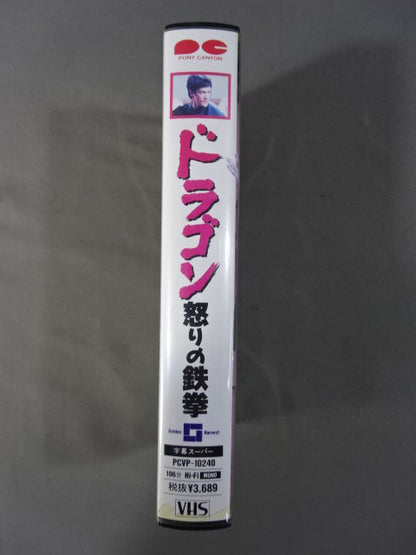 PONY CANYON
ドラゴン怒りの鉄拳
Golden Harvest
字幕スーパー
PCVP-10240
106分 Hi-Fi MONO
税抜¥3,689
VHS